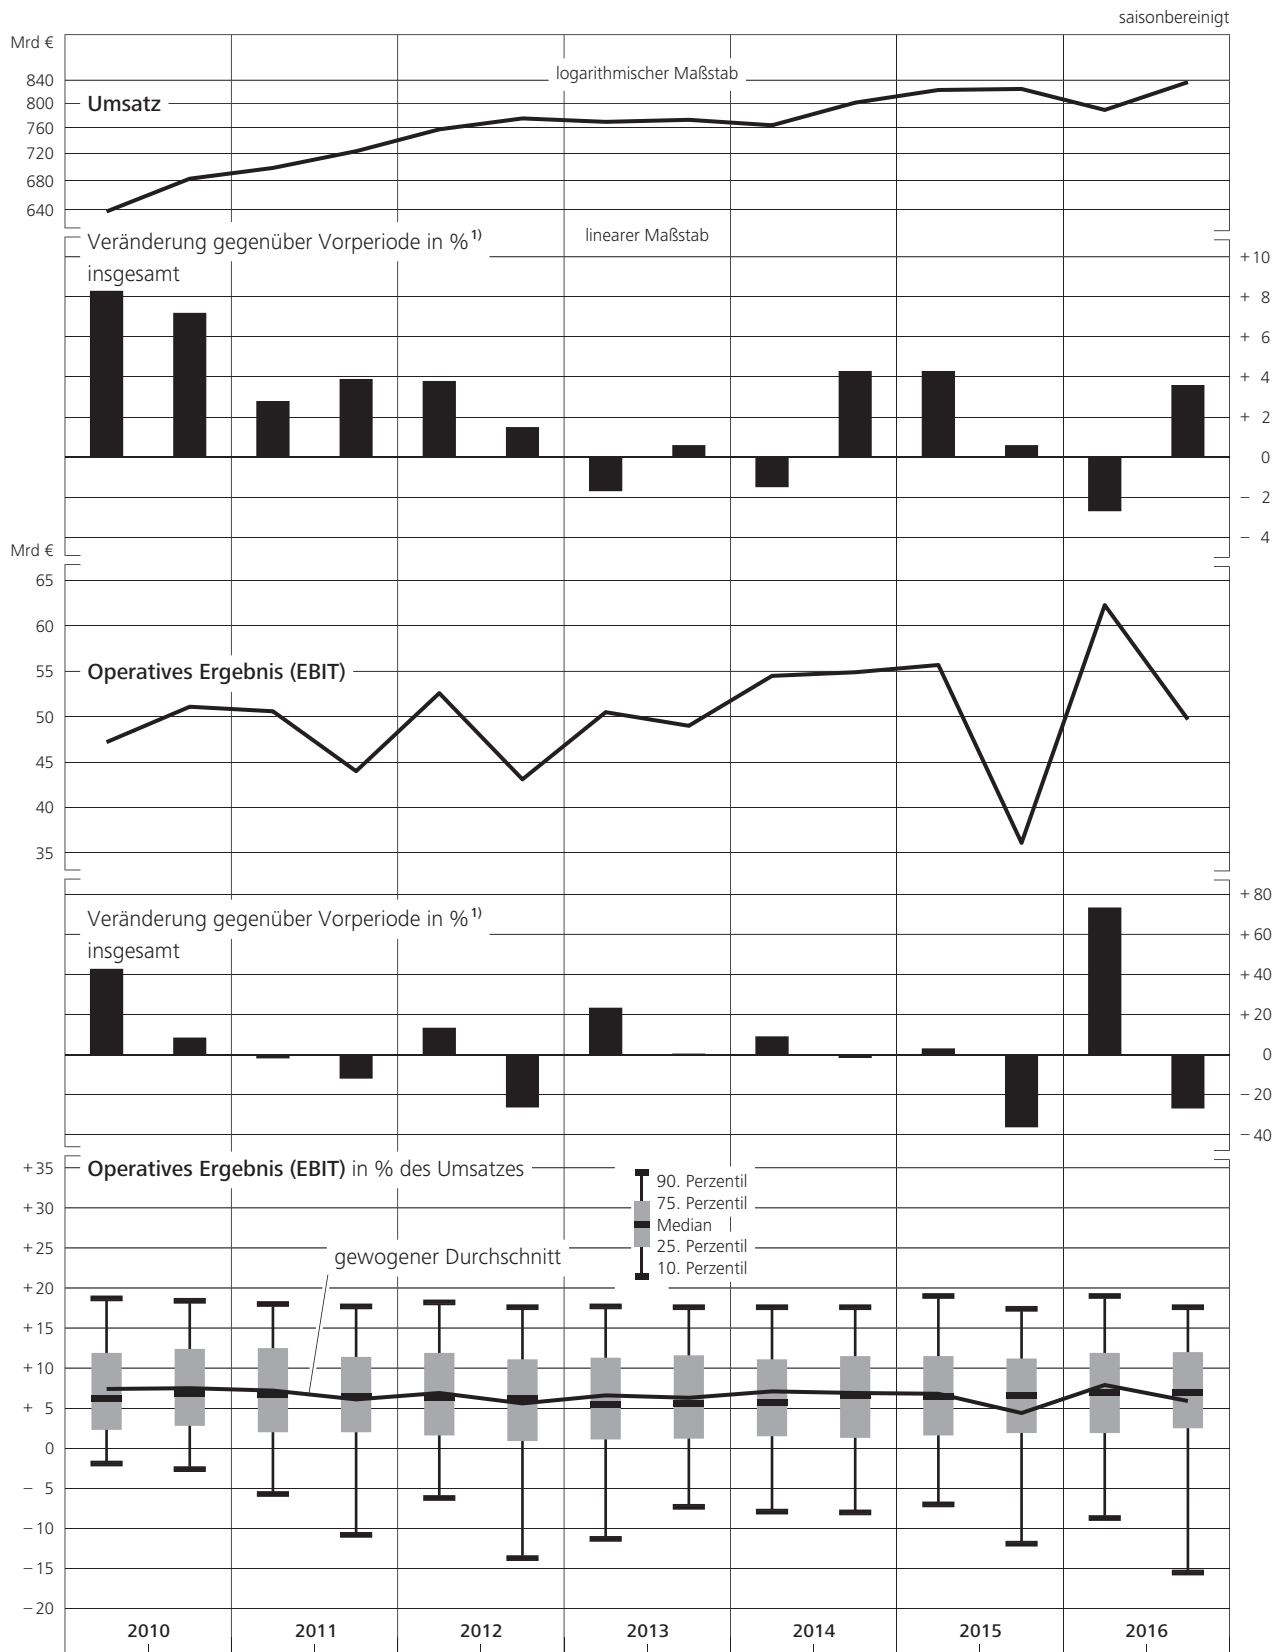 saisonbereinigt
Mrd €
logarithmischer Maßstab
840
800
Umsatz
760
720
680
640
Veränderung gegenüber Vorperiode in %1)
linearer Maßstab
insgesamt
+10
+ 8
+ 6
+ 4
+ 2
0
− 2
− 4
Mrd €
65
60
55
Operatives Ergebnis (EBIT)
50
45
40
35
Veränderung gegenüber Vorperiode in %1)
insgesamt
+80
+60
+40
+20
0
−20
−40
Operatives Ergebnis (EBIT) in % des Umsatzes
90. Perzentil
75. Perzentil
Median
25. Perzentil
10. Perzentil
gewogener Durchschnitt
+35
+30
+25
+20
+15
+10
+ 5
0
− 5
−10
−15
−20
2010 2011 2012 2013 2014 2015 2016